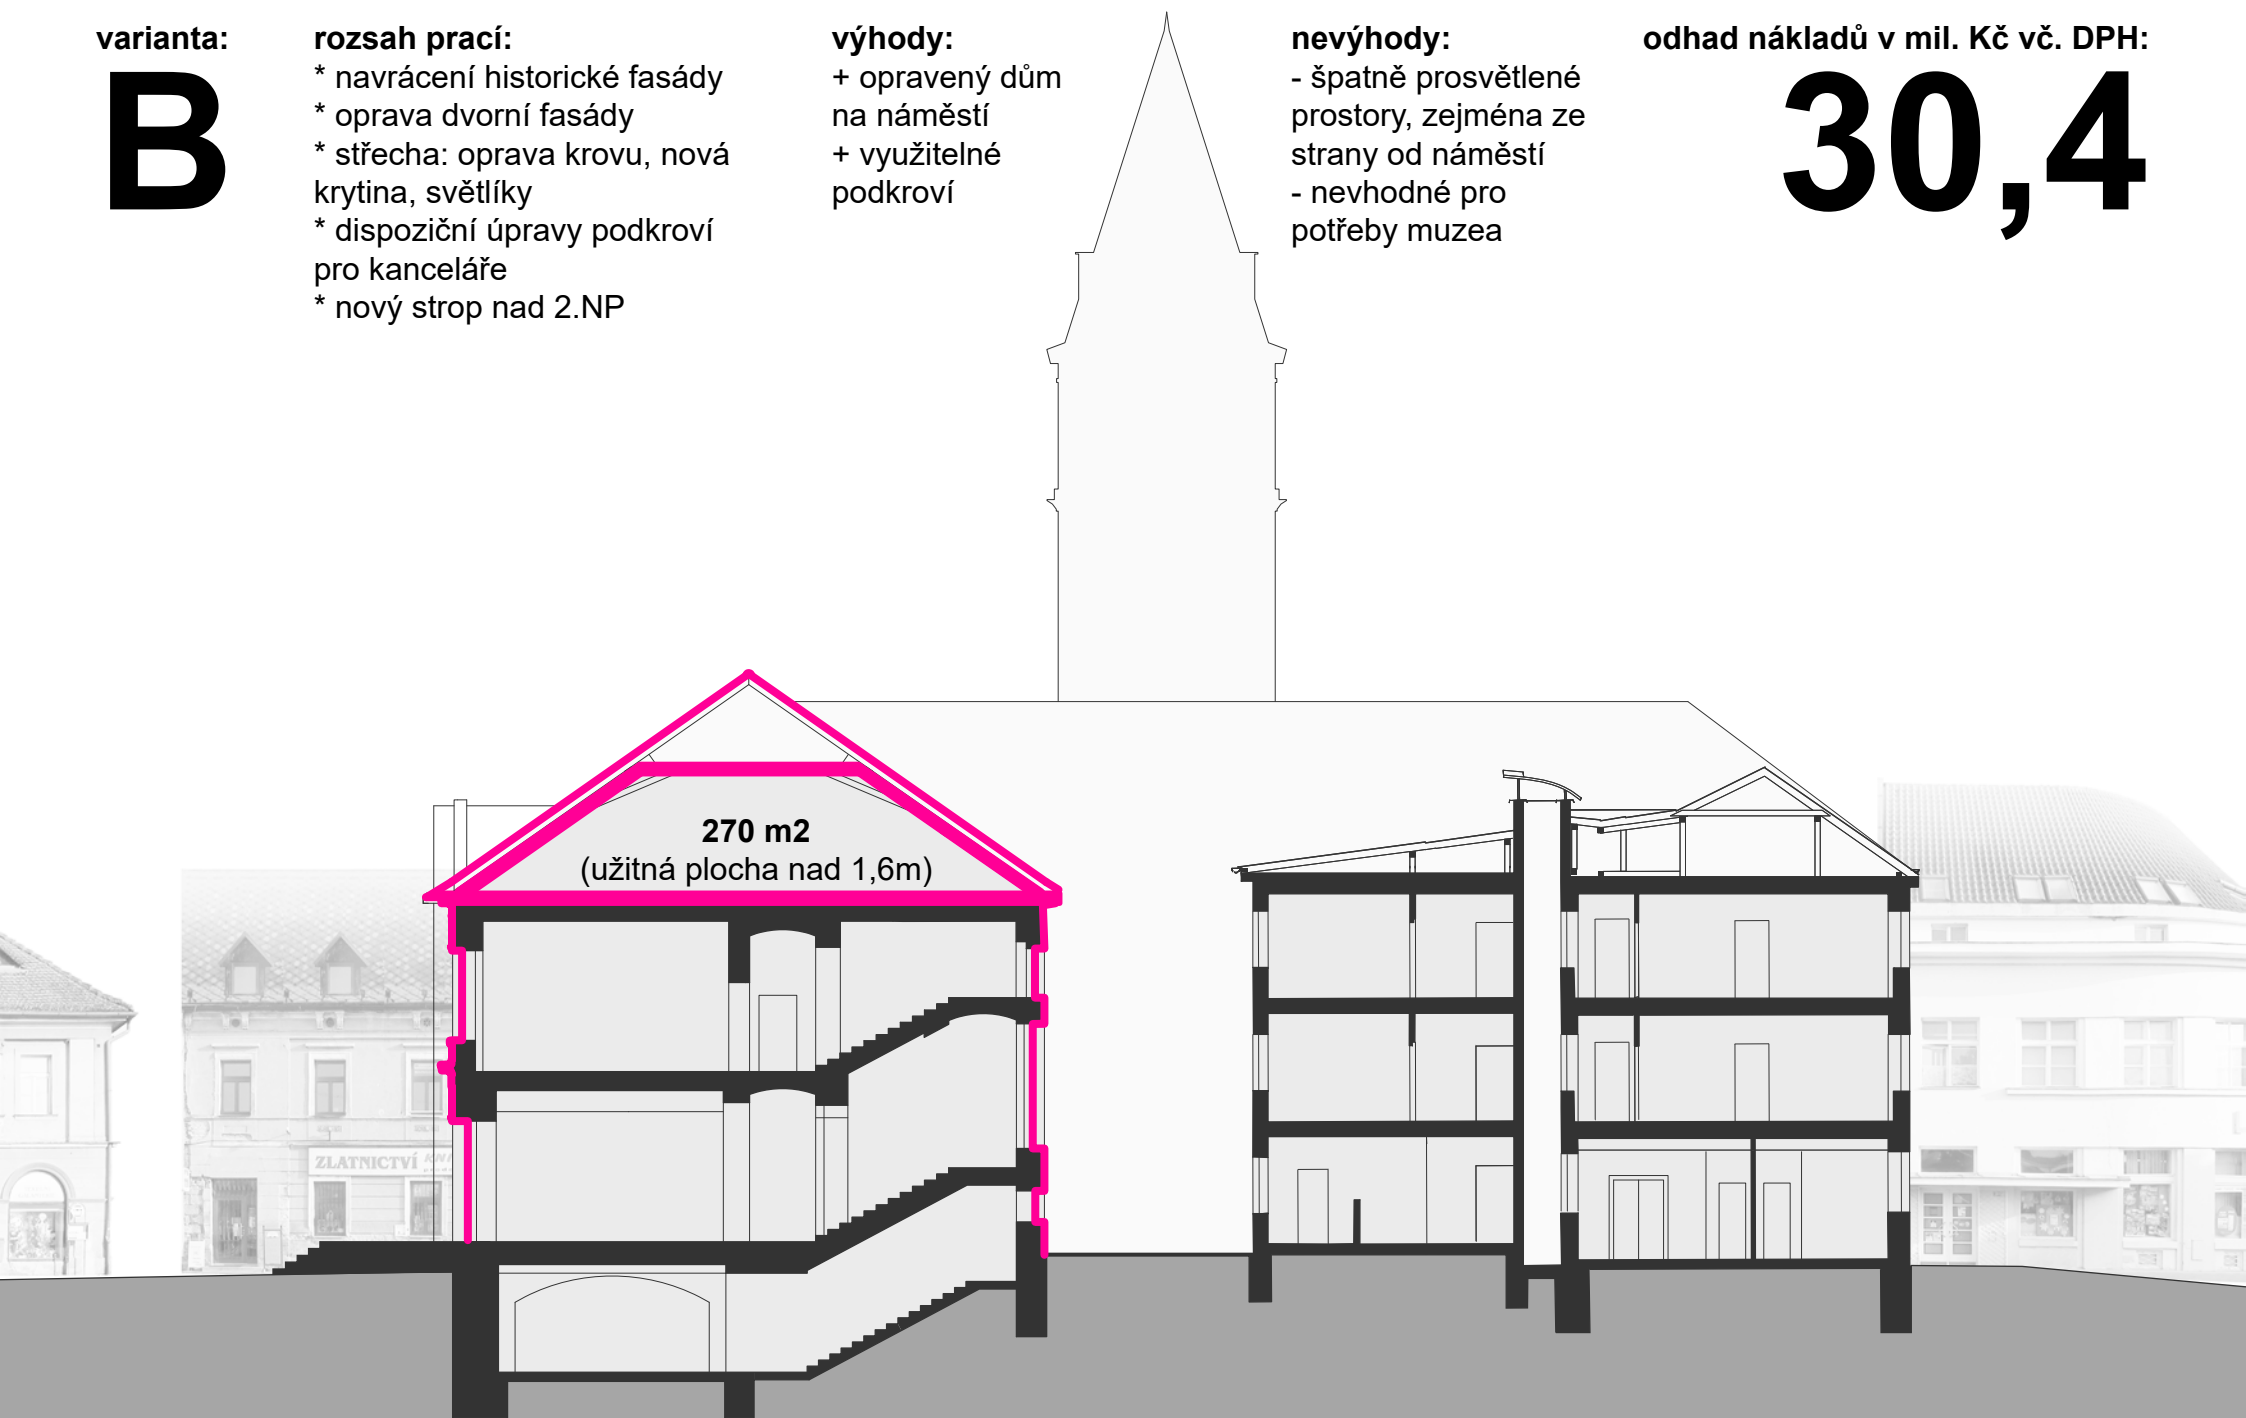 varianta:
B
rozsah prací:
* navrácení historické fasády
* oprava dvorní fasády
* střecha: oprava krovu, nová
krytina, světlíky
* dispoziční úpravy podkroví
pro kanceláře
* nový strop nad 2.NP
výhody:
+ opravený dům
na náměstí
+ využitelné
podkroví
nevýhody:
- špatně prosvětlené
prostory, zejména ze
strany od náměstí
- nevhodné pro
potřeby muzea
odhad nákladů v mil. Kč vč. DPH:
30,4
270 m2
(užitná plocha nad 1,6m)
ZLATNICTVÍ